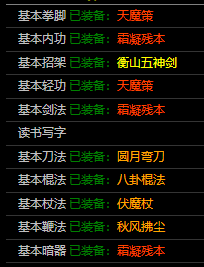 基本拳脚 已装备：天魔策
基本内功 已装备：霜凝残本
基本招架 已装备：衡山五神剑
基本轻功 已装备：天魔策
基本剑法 已装备：霜凝残本
读书写字
基本刀法 已装备：圆月弯刀
基本棍法 已装备：八卦棍法
基本杖法 已装备：伏魔杖
基本鞭法 已装备：秋风拂尘
基本暗器 已装备：霜凝残本